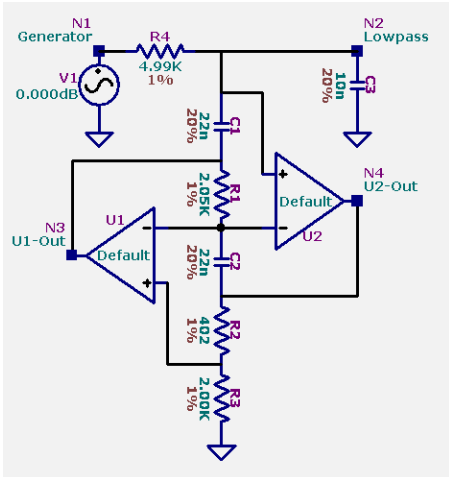 N1
Generator
R4
4.99K
1%
N2
Lowpass
V1
0.000dB
C3
10n
20%
C1
22n
20%
N4
U2-Out
+
Default
-
U2
R1
2.05K
1%
N3
U1-Out
U1
-
Default
+
C2
22n
20%
R2
402
1%
R3
2.00K
1%